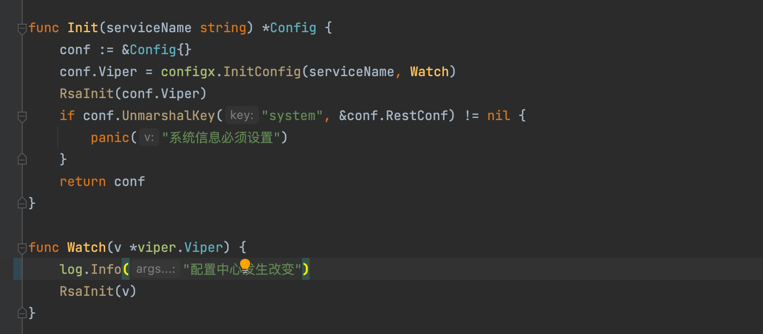 func Init(serviceName string) *Config {
conf := &Config{}
conf.Viper = configx.InitConfig(serviceName, Watch)
RsaInit(conf.Viper)
if conf.UnmarshalKey( key: "system", &conf.RestConf) != nil {
panic( v: "系统信息必须设置")
}
return conf
}
func Watch(v *viper.Viper) {
log.Info( args...: "配置中心发生改变")
RsaInit(v)
}